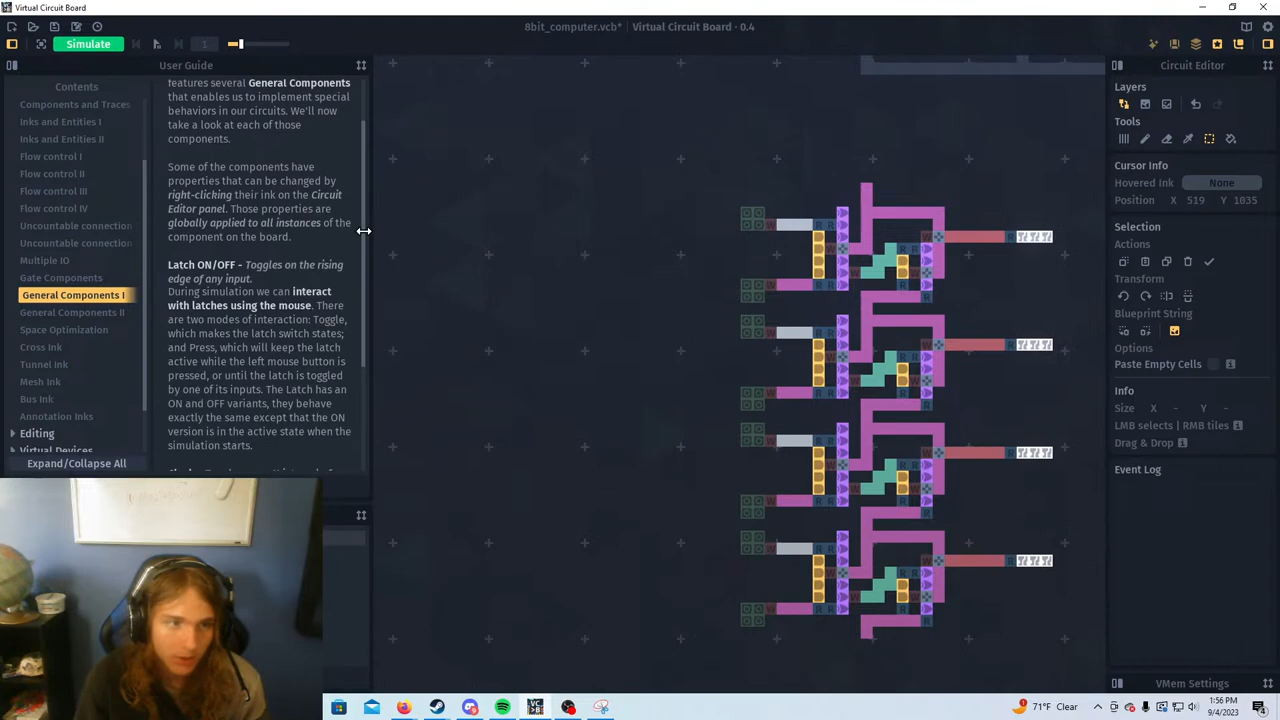 Virtual Circuit Board
8bit_computer.vcb* Virtual Circuit Board · 0.4
Simulate
1
User Guide
Circuit Editor
Contents
Components and Traces
Inks and Entities I
Inks and Entities II
Flow control I
Flow control II
Flow control III
Flow control IV
Uncountable connection
Uncountable connection
Multiple IO
Gate Components
General Components I
General Components II
Space Optimization
Cross Ink
Tunnel Ink
Mesh Ink
Bus Ink
Annotation Inks
Editing
Virtual Devices
Expand/Collapse All
features several General Components
that enables us to implement special
behaviors in our circuits. We'll now
take a look at each of those
components.
Some of the components have
properties that can be changed by
right-clicking their ink on the Circuit
Editor panel. Those properties are
globally applied to all instances of the
component on the board.
Latch ON/OFF - Toggles on the rising
edge of any input.
During simulation we can interact
with latches using the mouse. There
are two modes of interaction: Toggle,
which makes the latch switch states;
and Press, which will keep the latch
active while the left mouse button is
pressed, or until the latch is toggled
by one of its inputs. The Latch has an
ON and OFF variants, they behave
exactly the same except that the ON
version is in the active state when the
simulation starts.
Layers
Tools
Cursor Info
Hovered Ink None
Position X 519 Y 1035
Selection
Actions
Transform
Blueprint String
Options
Paste Empty Cells
Info
Size X - Y -
LMB selects | RMB tiles
Drag & Drop
Event Log
VMem Settings
71°F Clear
1:56 PM
9/4/2023